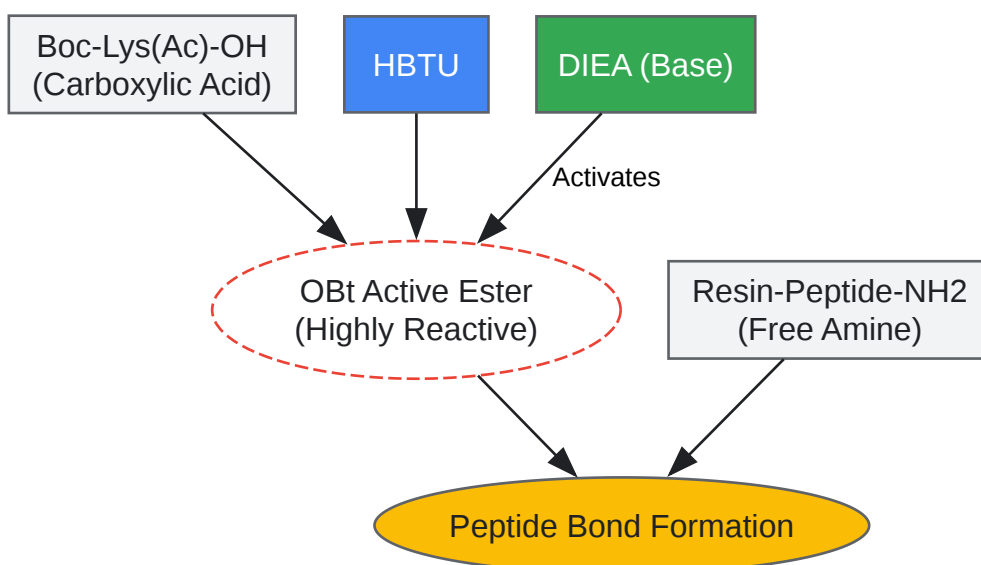 Boc-Lys(Ac)-OH
(Carboxylic Acid)
HBTU
DIEA (Base)
Activates
OBt Active Ester
(Highly Reactive)
Resin-Peptide-NH2
(Free Amine)
Peptide Bond Formation